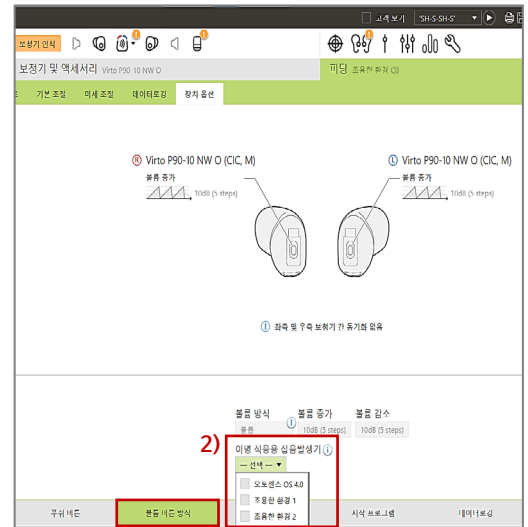 고객 보기 'SH-S-SH-S'
보청기 인식
보청기 및 액세서리 Virto P90 10 NW O
피팅 조용한 환경
기본 조절 미세 조절 데이터로깅 장치 옵션
R Virto P90-10 NW O (CIC, M)
볼륨 증가
10dB (5 steps)
L Virto P90-10 NW O (CIC, M)
볼륨 증가
10dB (5 steps)
좌측 및 우측 보청기 간 동기화 없음
볼륨 방식 볼륨 증가 볼륨 감소
볼륨 10dB (5 steps) 10dB (5 steps)
2)
이명 식응용 잡음발생기
— 선택 —
오토센스 OS 4.0
조용한 환경 1
조용한 환경 2
푸쉬 버튼 볼륨 버튼 방식 시작 프로그램 데이터로깅